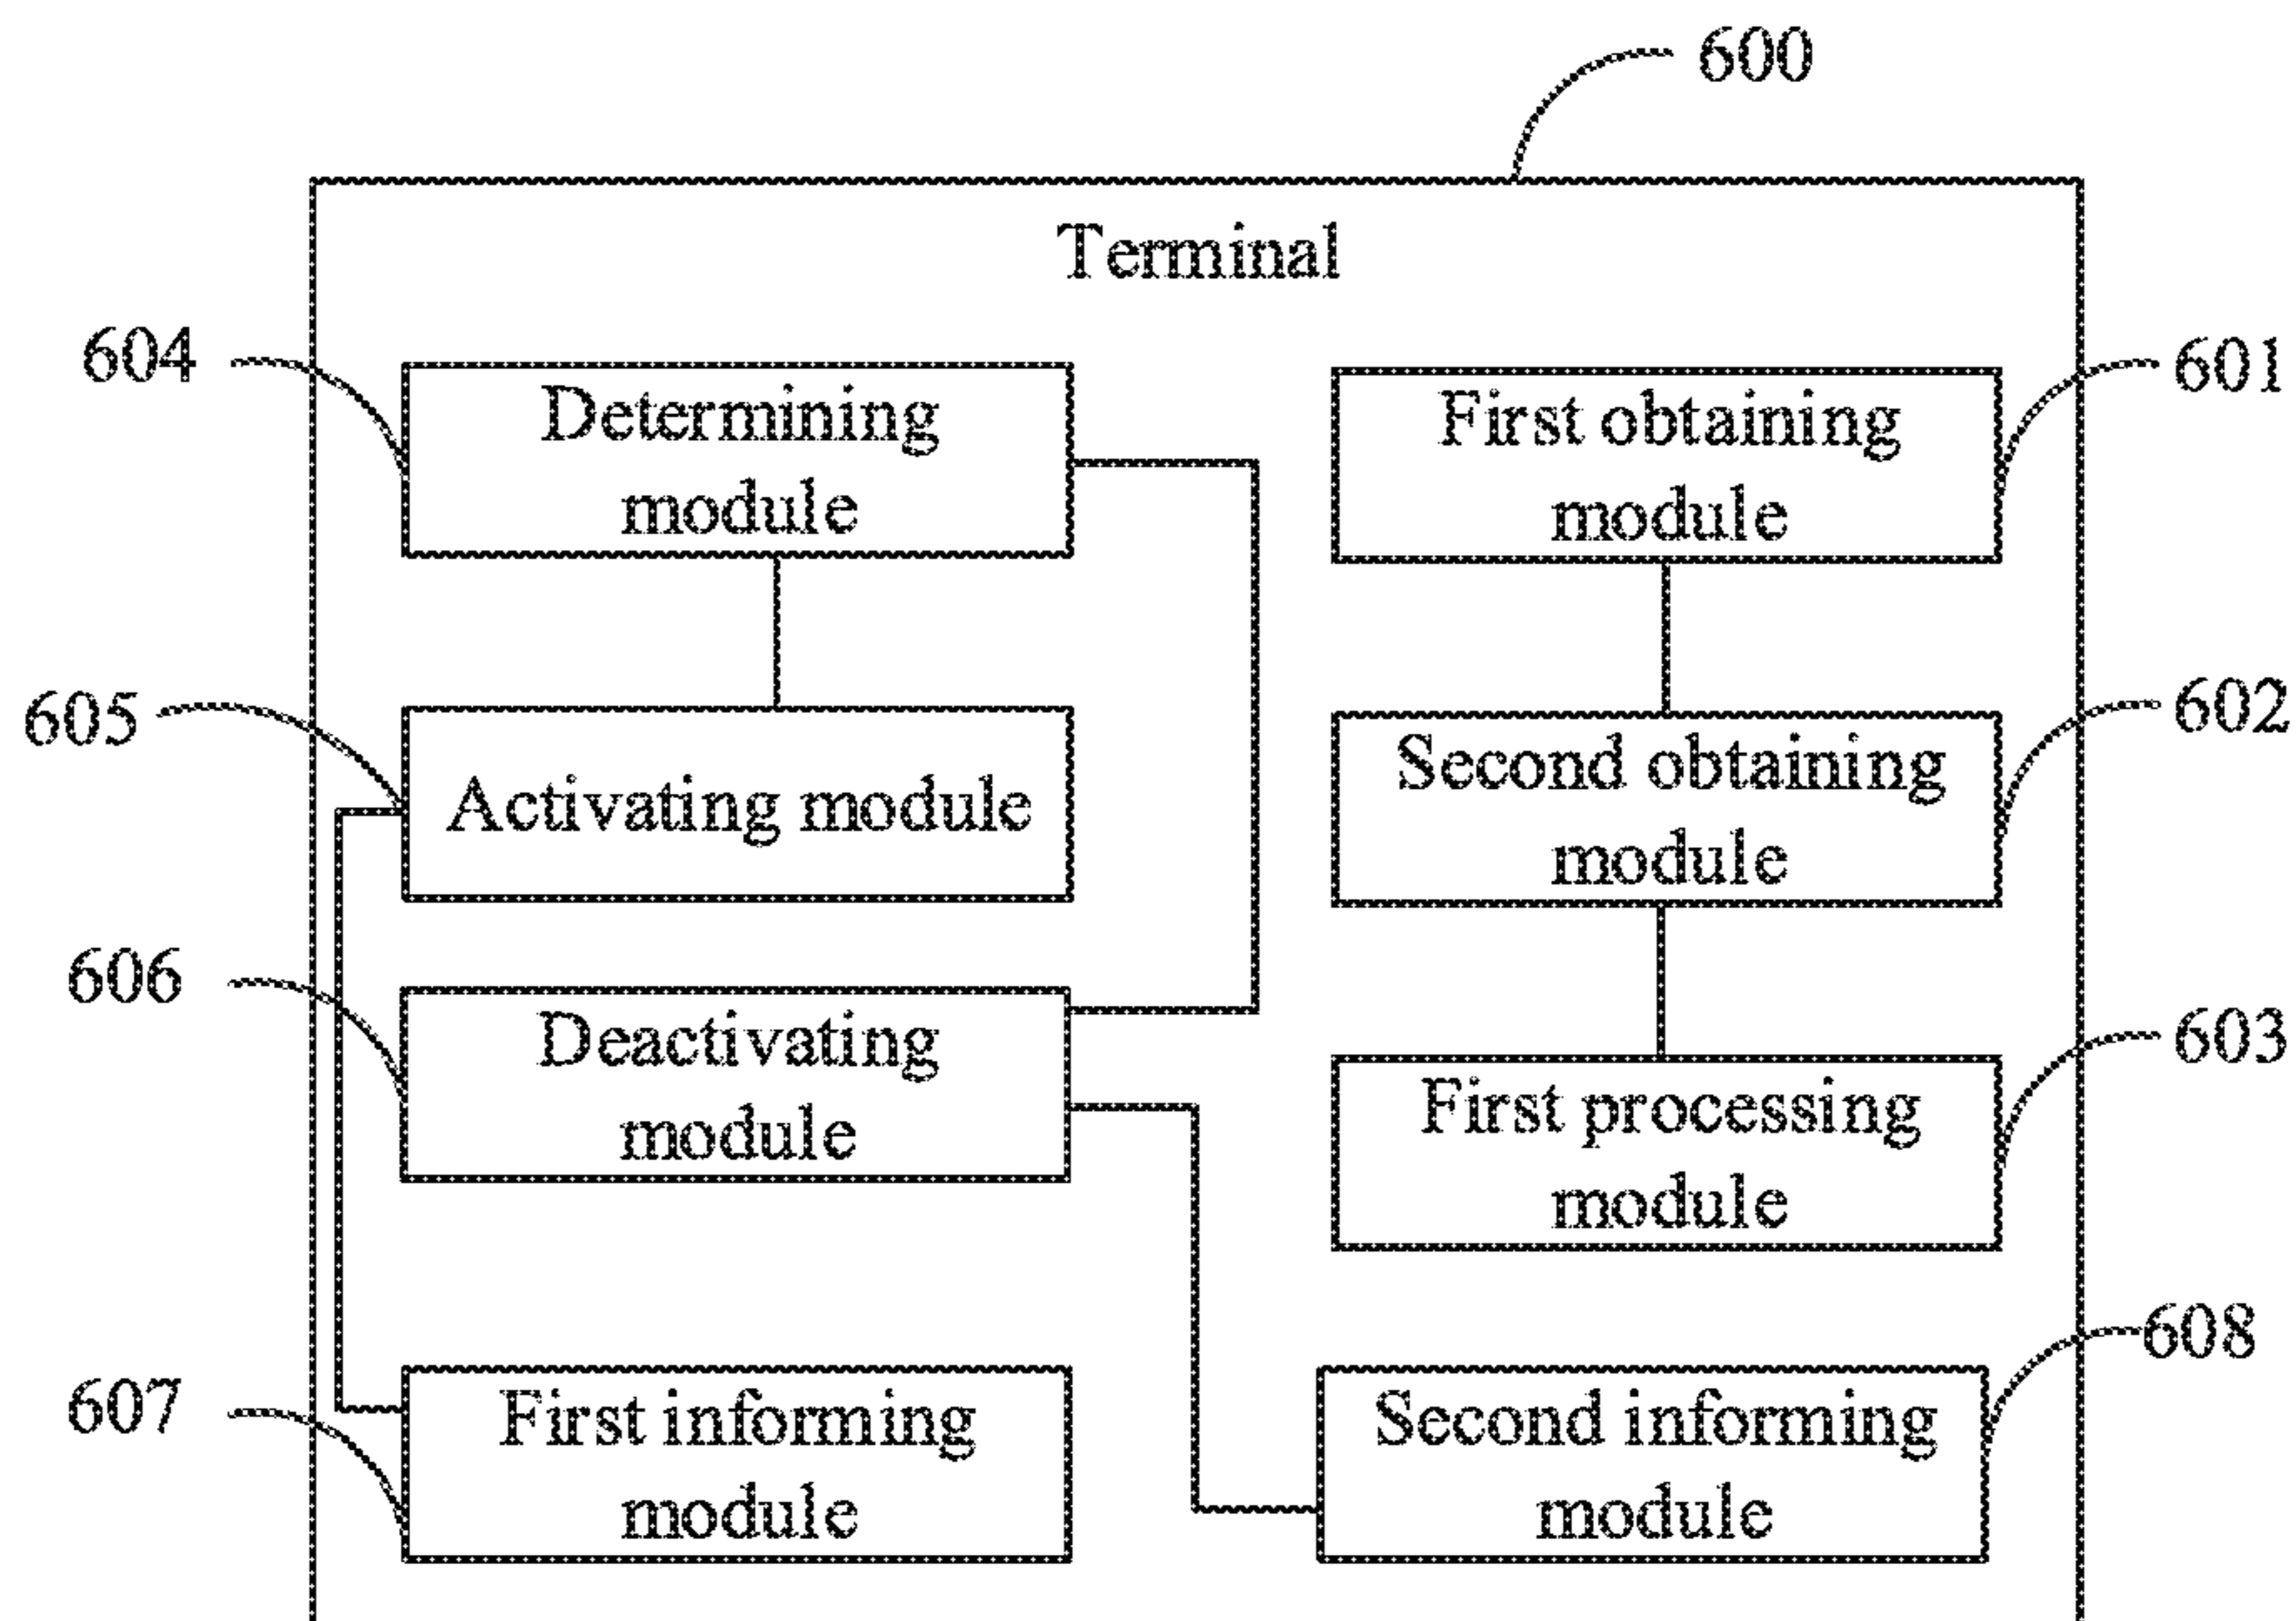 600
Terminal
604
Determining
module
First obtaining
module
601
605
Activating module
Second obtaining
module
602
606
Deactivating
module
First processing
module
603
607
First informing
module
Second informing
module
608